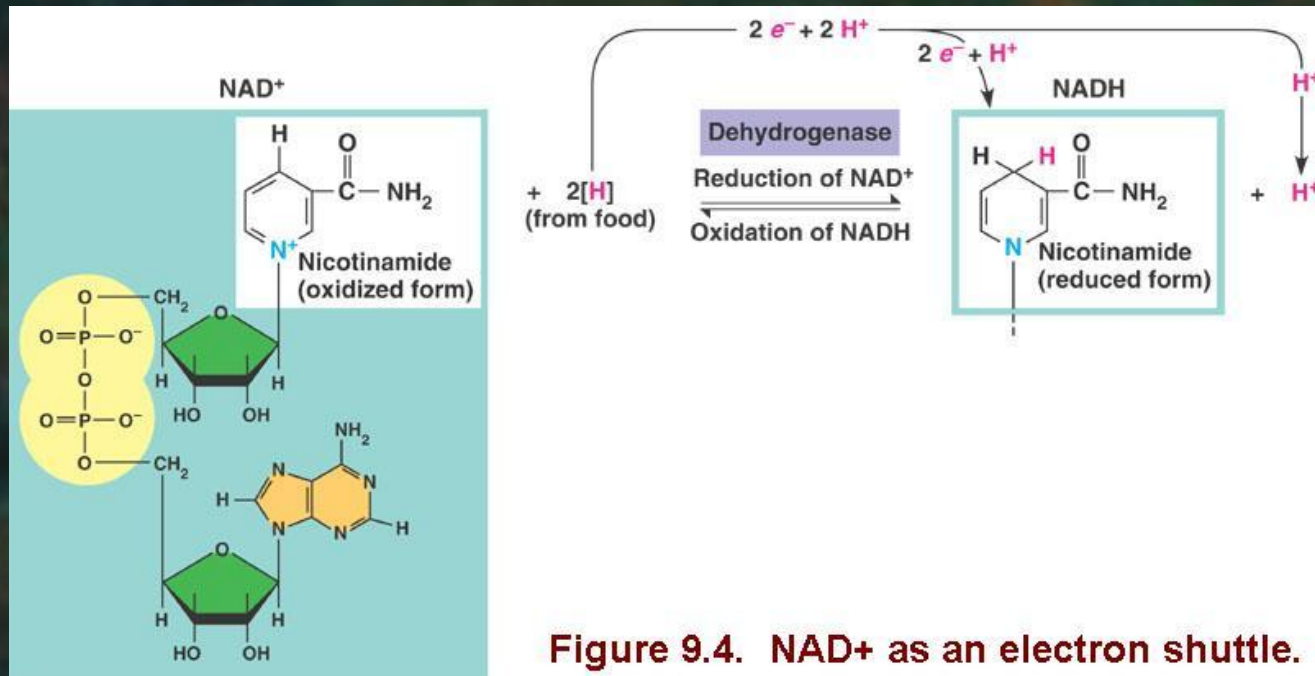 2 e⁻ + 2 H⁺
2 e⁻ + H⁺
H⁺
NAD⁺
NADH
H
O
C
NH₂
N⁺
Nicotinamide
(oxidized form)
+ 2[H]
(from food)
Dehydrogenase
Reduction of NAD⁺
Oxidation of NADH
H
H
O
C
NH₂
N
Nicotinamide
(reduced form)
+ H⁺
O
CH₂
O
O=P—O⁻
H
H
O
HO
OH
O=P—O⁻
O
CH₂
NH₂
N
N
H
N
N
H
O
H
H
HO
OH
Figure 9.4. NAD+ as an electron shuttle.